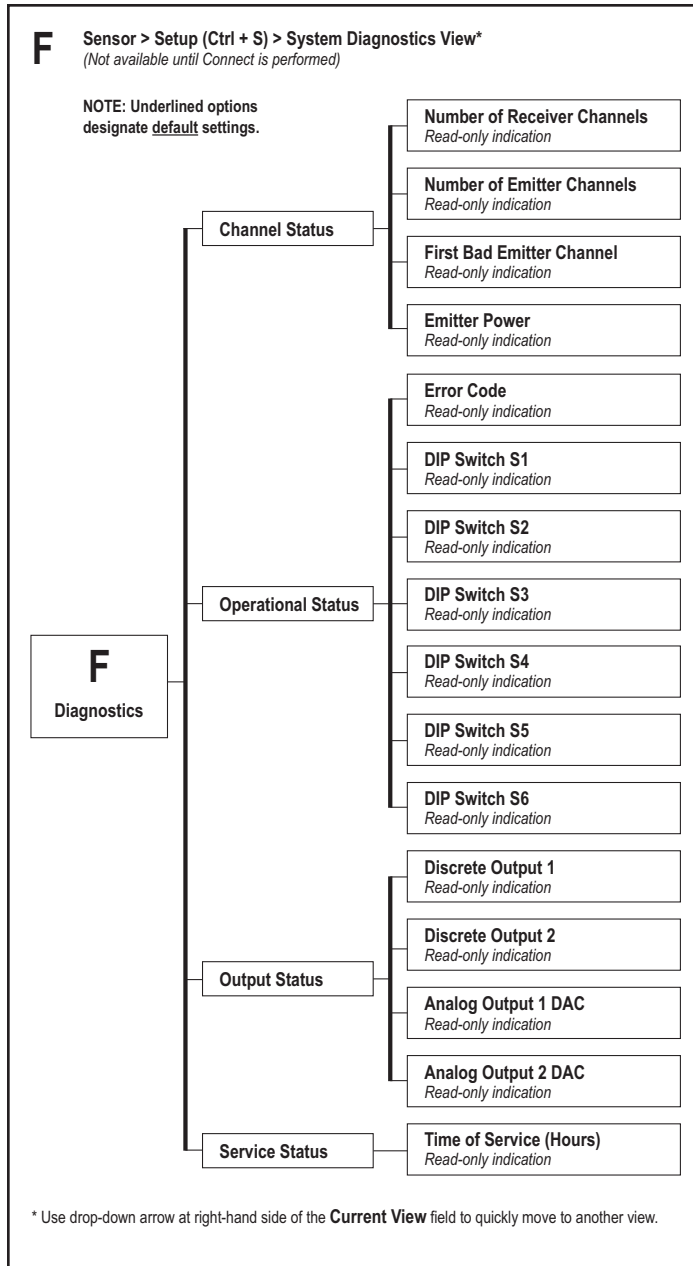 F
Sensor > Setup (Ctrl + S) > System Diagnostics View*
(Not available until Connect is performed)
NOTE: Underlined options
designate default settings.
Number of Receiver Channels
Read-only indication
Number of Emitter Channels
Read-only indication
Channel Status
First Bad Emitter Channel
Read-only indication
Emitter Power
Read-only indication
Error Code
Read-only indication
DIP Switch S1
Read-only indication
DIP Switch S2
Read-only indication
Operational Status
DIP Switch S3
Read-only indication
F
Diagnostics
DIP Switch S4
Read-only indication
DIP Switch S5
Read-only indication
DIP Switch S6
Read-only indication
Discrete Output 1
Read-only indication
Discrete Output 2
Read-only indication
Output Status
Analog Output 1 DAC
Read-only indication
Analog Output 2 DAC
Read-only indication
Service Status
Time of Service (Hours)
Read-only indication
* Use drop-down arrow at right-hand side of the Current View field to quickly move to another view.